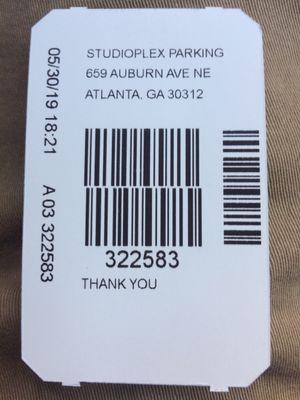 STUDIOPLEX PARKING
659 AUBURN AVE NE
ATLANTA, GA 30312
322583
THANK YOU
05/30/19 18:21 A 03 322583